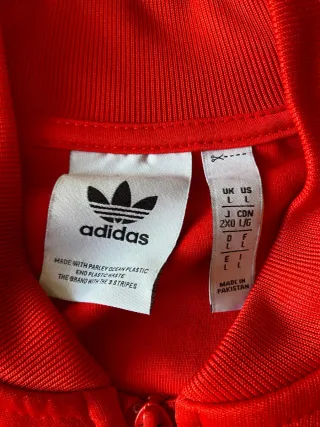 adidas
MADE WITH PARLEY OCEAN PLASTIC
END PLASTIC WASTE
THE BRAND WITH THE 3 STRIPES
UK US
L L
J CDN
2XO L/G
D F
L L
E I
L L
MADE IN
PAKISTAN